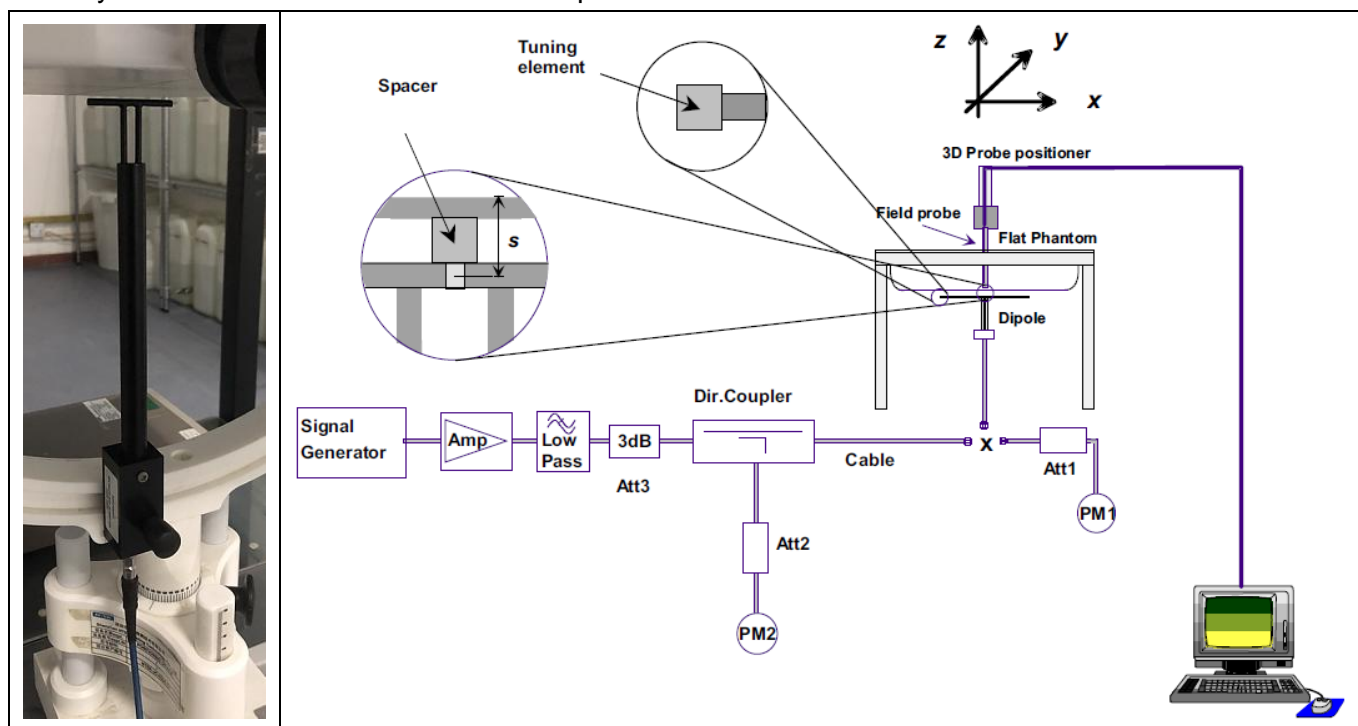 Tuning
element
Spacer
s
z
y
x
3D Probe positioner
Field probe
Flat Phantom
Dipole
Dir.Coupler
Signal
Generator
Amp
Low
Pass
3dB
Att3
Cable
X
Att1
PM1
Att2
PM2